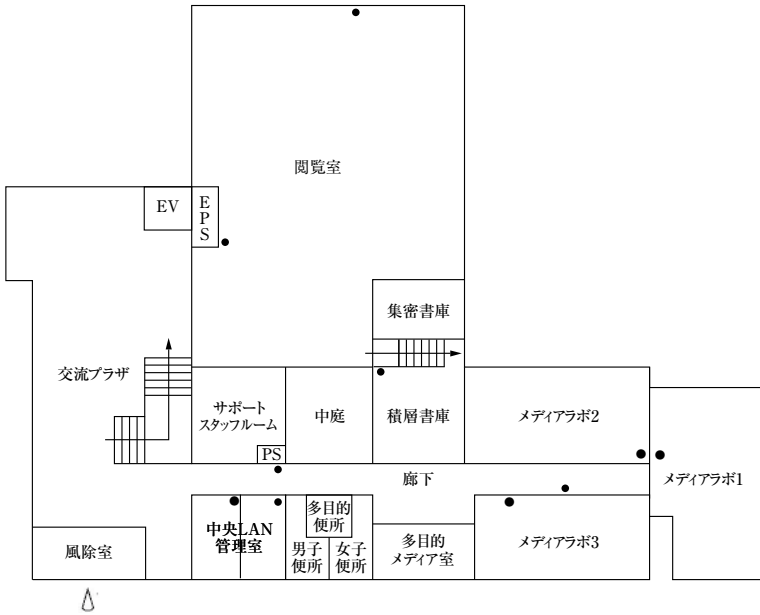 閲覧室
EV
EPS
集密書庫
交流プラザ
サポート
スタッフルーム
中庭
積層書庫
メディアラボ2
PS
廊下
メディアラボ1
多目的
便所
中央LAN
管理室
男子
便所
女子
便所
多目的
メディア室
メディアラボ3
風除室